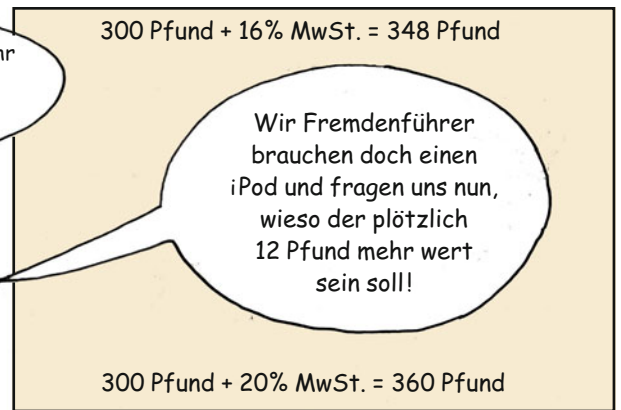 300 Pfund + 16% MwSt. = 348 Pfund
Wir Fremdenführer
brauchen doch einen
iPod und fragen uns nun,
wieso der plötzlich
12 Pfund mehr wert
sein soll!
300 Pfund + 20% MwSt. = 360 Pfund